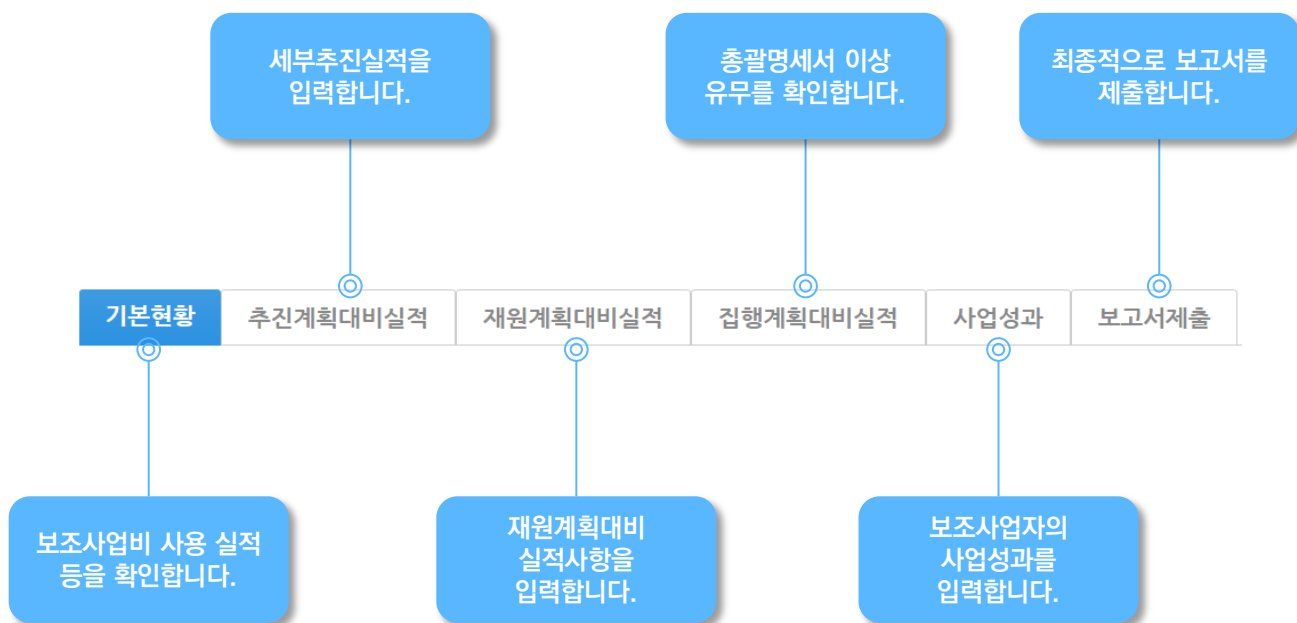 세부추진실적을
입력합니다.
총괄명세서 이상
유무를 확인합니다.
최종적으로 보고서를
제출합니다.
기본현황
추진계획대비실적
재원계획대비실적
집행계획대비실적
사업성과
보고서제출
보조사업비 사용 실적
등을 확인합니다.
재원계획대비
실적사항을
입력합니다.
보조사업자의
사업성과를
입력합니다.